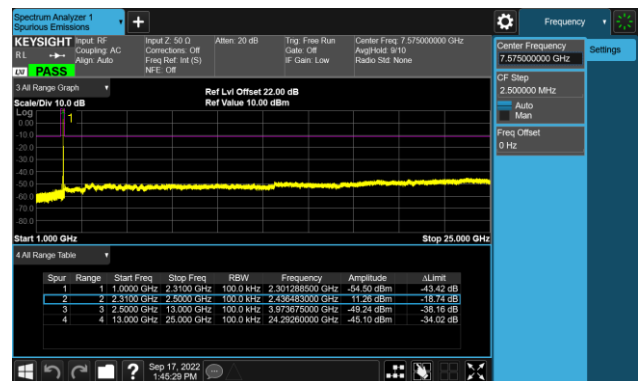 Spectrum Analyzer 1
Spurious Emissions
Frequency
KEYSIGHT
Input: RF
Coupling: AC
Align: Auto
Input Z: 50 Ω
Corrections: Off
Freq Ref: Int (S)
NFE: Off
Atten: 20 dB
Trig: Free Run
Gate: Off
IF Gain: Low
Center Freq: 7.575000000 GHz
Avg|Hold: 9/10
Radio Std: None
R L
LXI PASS
Center Frequency
7.575000000 GHz
Settings
CF Step
2.500000 MHz
Auto
Man
Freq Offset
0 Hz
3 All Range Graph
Scale/Div 10.0 dB
Ref Lvl Offset 22.00 dB
Ref Value 10.00 dBm
Log
1
0.00
-10.0
-20.0
-30.0
-40.0
-50.0
-60.0
-70.0
-80.0
Start 1.000 GHz
Stop 25.000 GHz
4 All Range Table
Spur Range Start Freq Stop Freq RBW Frequency Amplitude ΔLimit
1 1 1.0000 GHz 2.3100 GHz 100.0 kHz 2.301288500 GHz -54.50 dBm -43.42 dB
2 2 2.3100 GHz 2.5000 GHz 100.0 kHz 2.436483000 GHz 11.26 dBm -18.74 dB
3 3 2.5000 GHz 13.000 GHz 100.0 kHz 3.973675000 GHz -49.24 dBm -38.16 dB
4 4 13.000 GHz 25.000 GHz 100.0 kHz 24.29260000 GHz -45.10 dBm -34.02 dB
Sep 17, 2022
1:45:29 PM